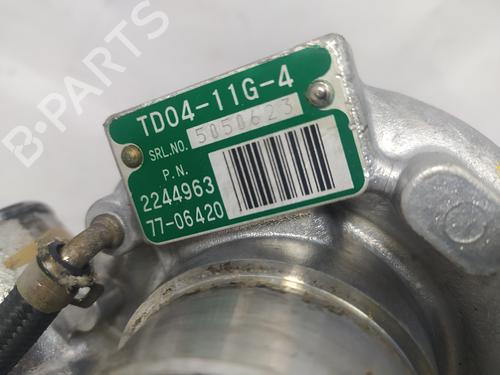 B-PARTS
TD04-11G-4
SRL.NO. 5050623
P.N.
2244963
77-06420